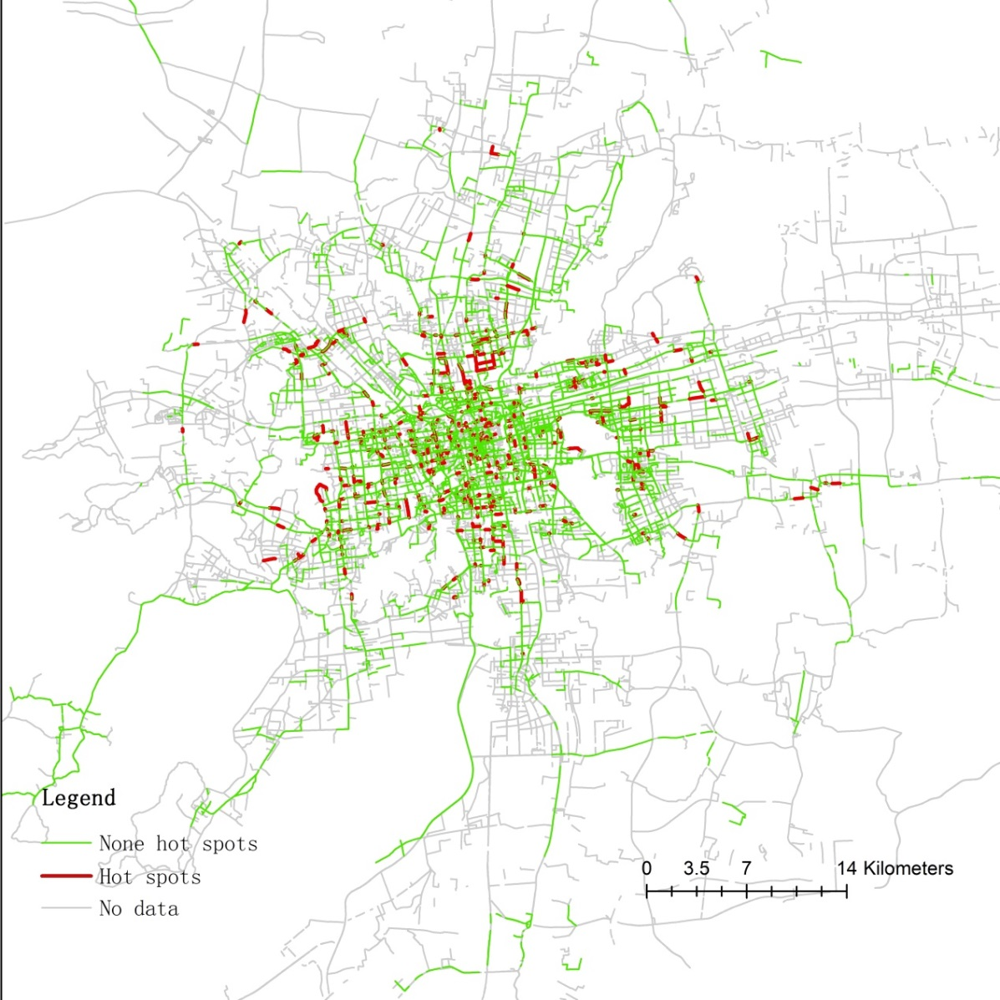 Legend
None hot spots
Hot spots
No data
0 3.5 7 14 Kilometers